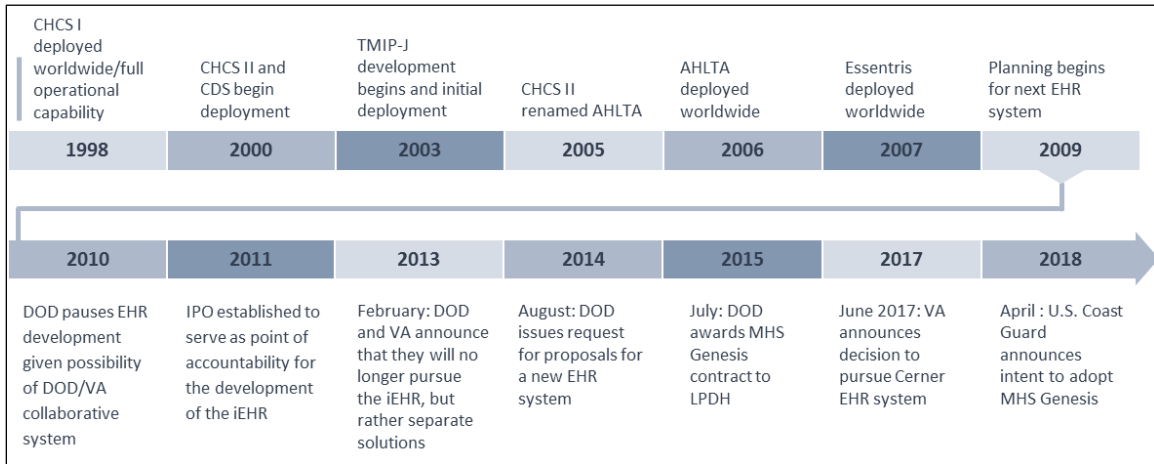 CHCS I
deployed
worldwide/full
operational
capability
CHCS II and
CDS begin
deployment
TMIP-J
development
begins and initial
deployment
CHCS II
renamed AHLTA
AHLTA
deployed
worldwide
Essentris
deployed
worldwide
Planning begins
for next EHR
system
1998
2000
2003
2005
2006
2007
2009
2010
2011
2013
2014
2015
2017
2018
DOD pauses EHR
development
given possibility
of DOD/VA
collaborative
system
IPO established to
serve as point of
accountability for
the development
of the iEHR
February: DOD
and VA announce
that they will no
longer pursue
the iEHR, but
rather separate
solutions
August: DOD
issues request
for proposals for
a new EHR
system
July: DOD
awards MHS
Genesis
contract to
LPDH
June 2017: VA
announces
decision to
pursue Cerner
EHR system
April : U.S. Coast
Guard
announces
intent to adopt
MHS Genesis